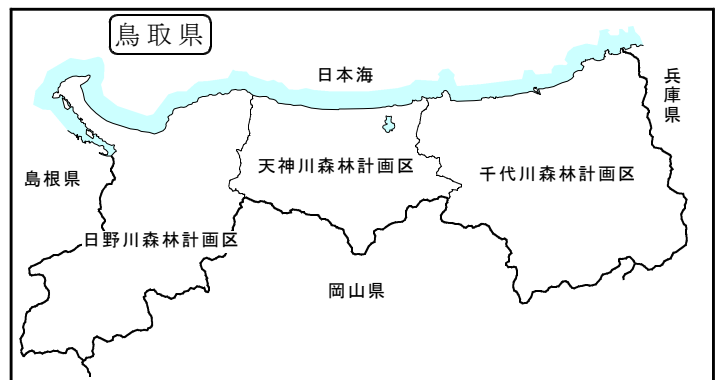 鳥取県
日本海
兵庫県
島根県
天神川森林計画区
千代川森林計画区
日野川森林計画区
岡山県